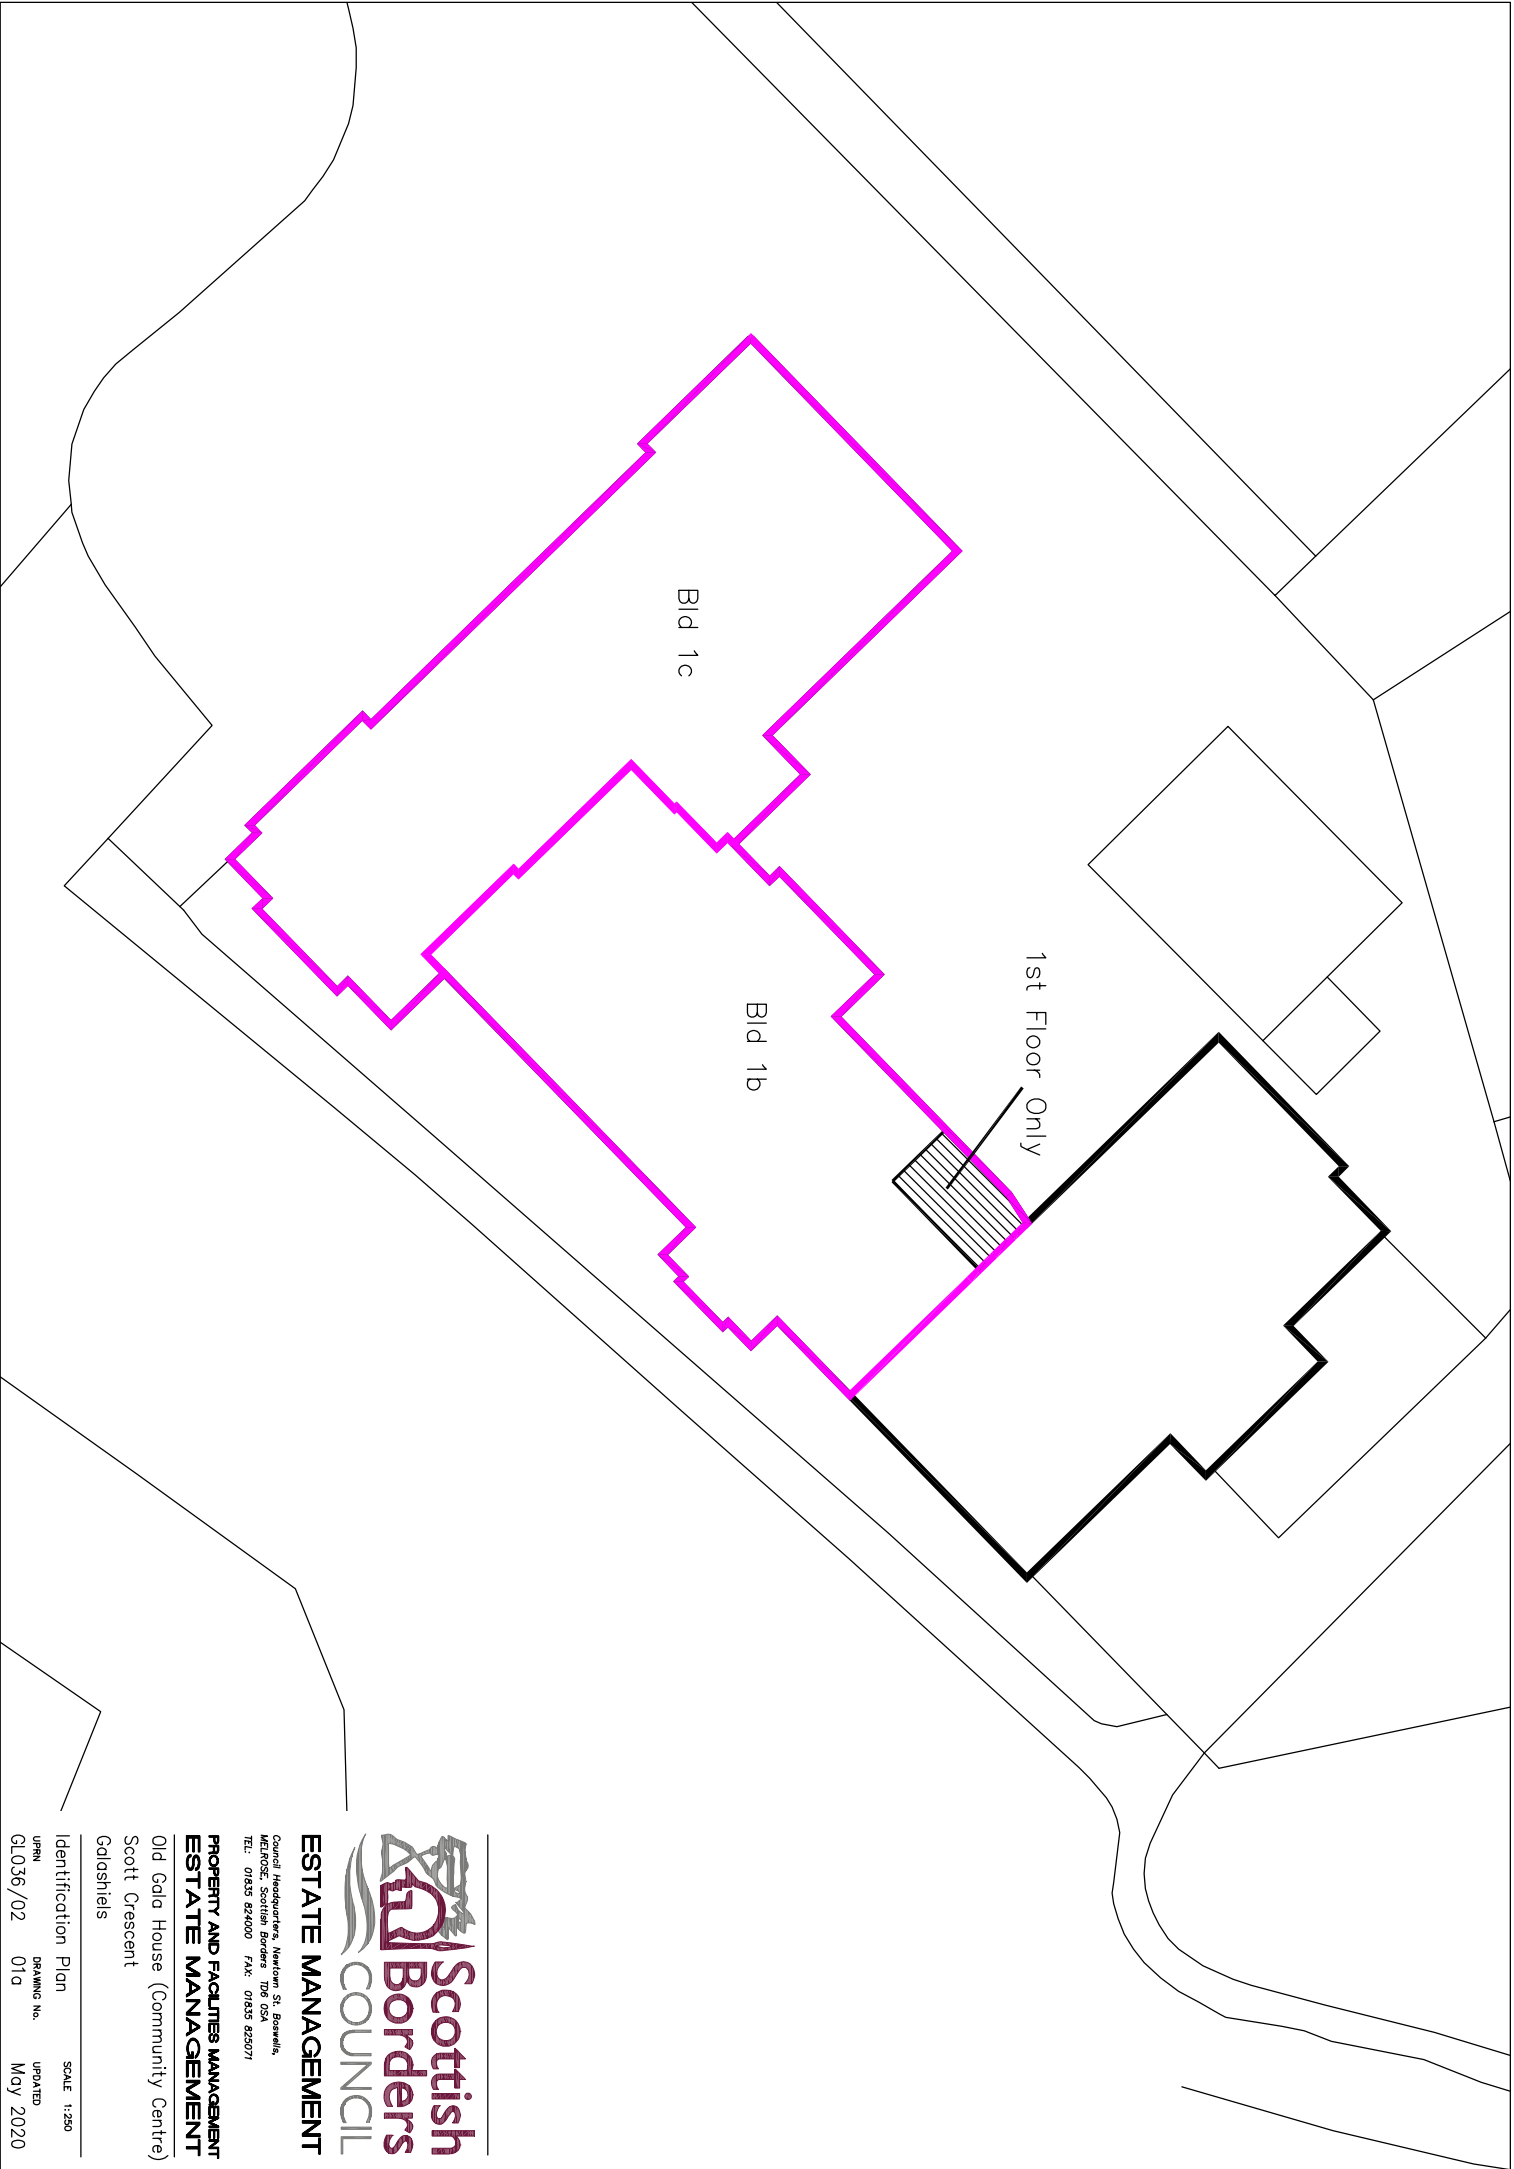 Bld 1c
Bld 1b
1st Floor Only
Scottish
Borders
COUNCIL
ESTATE MANAGEMENT
Council Headquarters, Newtown St. Boswells,
MELROSE, Scottish Borders TD6 0SA
TEL: 01835 824000 FAX: 01835 825071
PROPERTY AND FACILITIES MANAGEMENT
ESTATE MANAGEMENT
Old Gala House (Community Centre)
Scott Crescent
Galashiels
Identification Plan SCALE 1:250
UPRN DRAWING No. UPDATED
GL036/02 01a May 2020